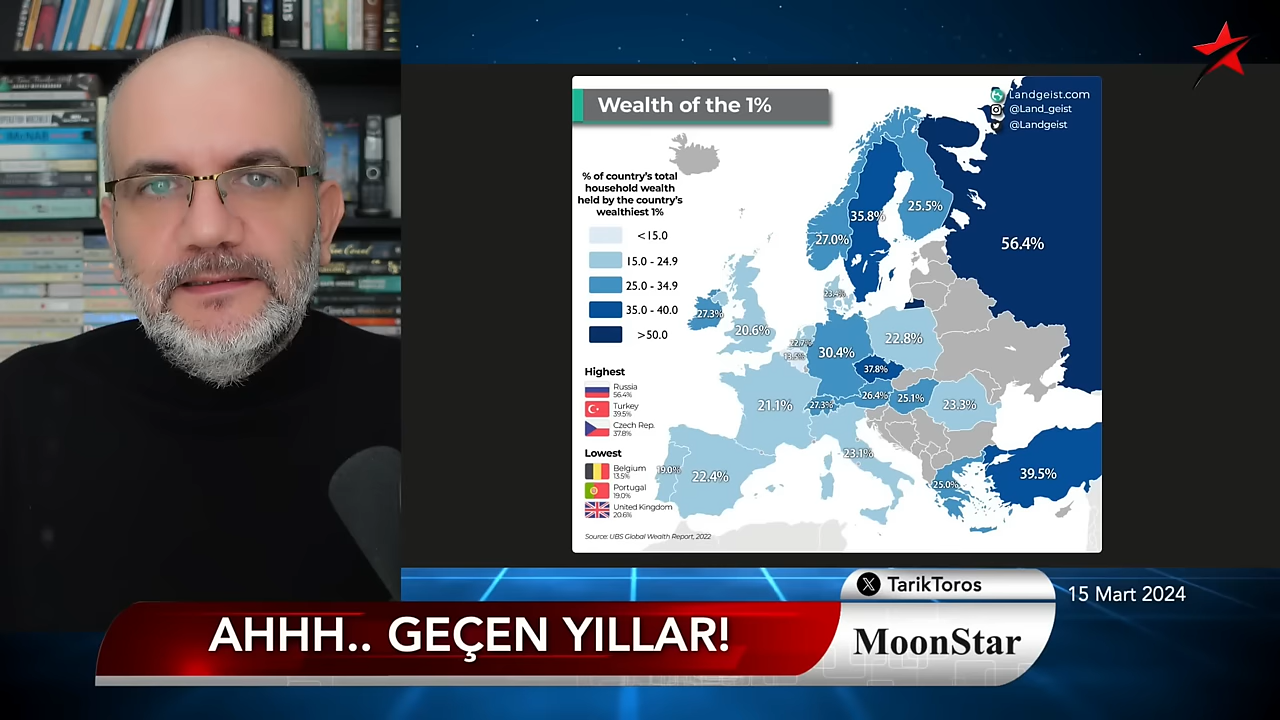 Wealth of the 1%
Landgeist.com
@Land_geist
@Landgeist
% of country's total
household wealth
held by the country's
wealthiest 1%
<15.0
15.0 - 24.9
25.0 - 34.9
35.0 - 40.0
>50.0
Highest
Russia
56.4%
Turkey
39.5%
Czech Rep.
37.8%
Lowest
Belgium
13.5%
Portugal
19.0%
United Kingdom
20.6%
Source: UBS Global Wealth Report, 2022
25.5%
35.8%
27.0%
56.4%
27.3%
20.6%
22.7%
13.5%
30.4%
22.8%
37.8%
21.1%
27.3%
26.4%
25.1%
23.3%
23.1%
19.0%
22.4%
25.0%
39.5%
TarikToros
15 Mart 2024
AHHH.. GEÇEN YILLAR!
MoonStar